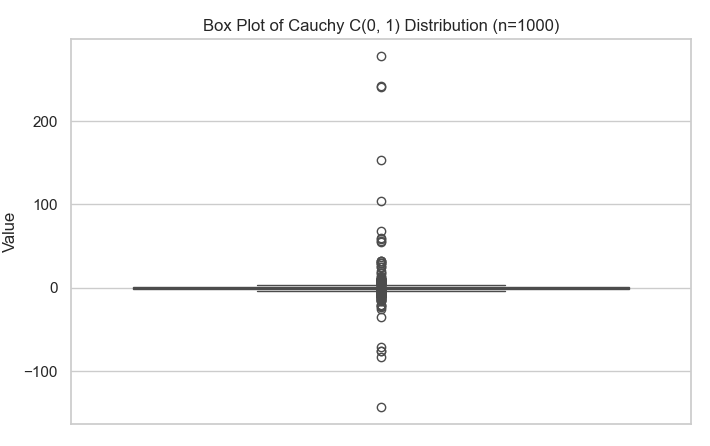 Box Plot of Cauchy C(0, 1) Distribution (n=1000)
200
100
0
−100
Value